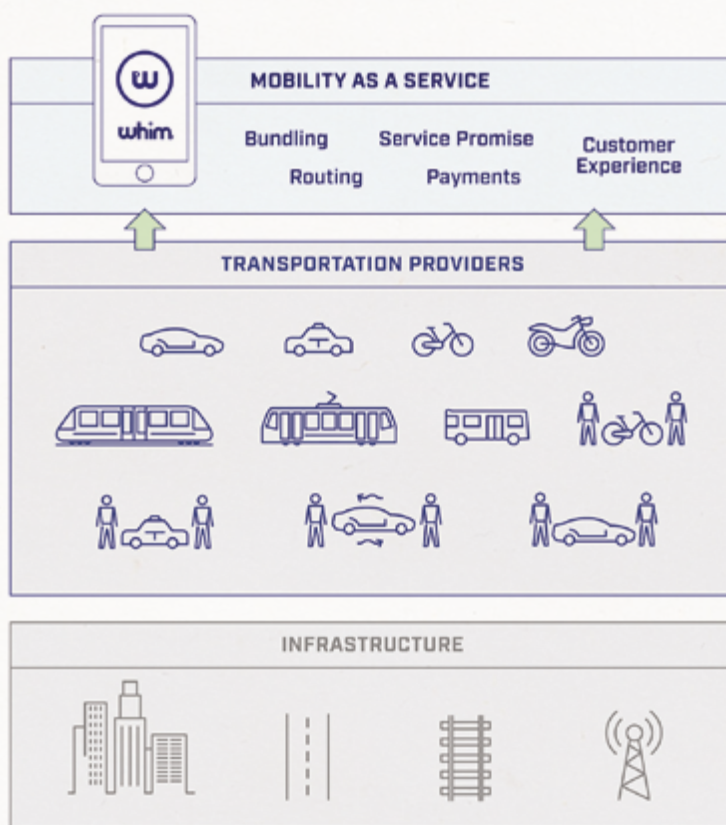 MOBILITY AS A SERVICE
whim
Bundling
Service Promise
Customer
Experience
Routing
Payments
TRANSPORTATION PROVIDERS
T
T
INFRASTRUCTURE